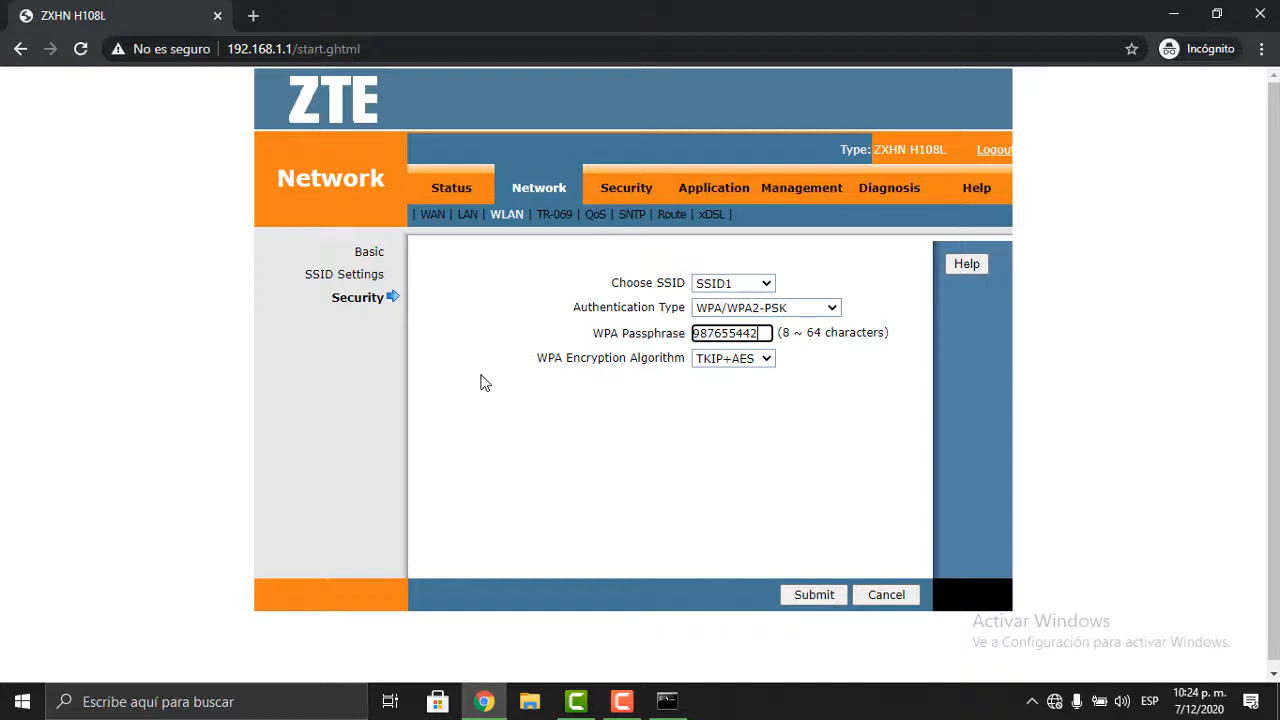 ZXHN H108L
No es seguro
192.168.1.1/start.ghtml
Incógnito
ZTE
Type: ZXHN H108L Logou
Network
Status Network Security Application Management Diagnosis Help
| WAN | LAN | WLAN | TR-069 | QoS | SNTP | Route | xDSL |
Basic
SSID Settings
Security
Choose SSID SSID1
Authentication Type WPA/WPA2-PSK
WPA Passphrase 987655442 (8 ~ 64 characters)
WPA Encryption Algorithm TKIP+AES
Help
Submit Cancel
Activar Windows
Ve a Configuración para activar Windows.
Escribe aquí para buscar
ESP
10:24 p. m.
7/12/2020